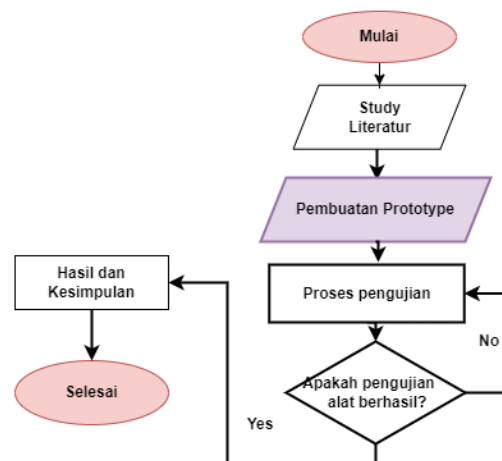 Mulai
Study
Literatur
Pembuatan Prototype
Proses pengujian
Hasil dan
Kesimpulan
No
Apakah pengujian
alat berhasil?
Selesai
Yes